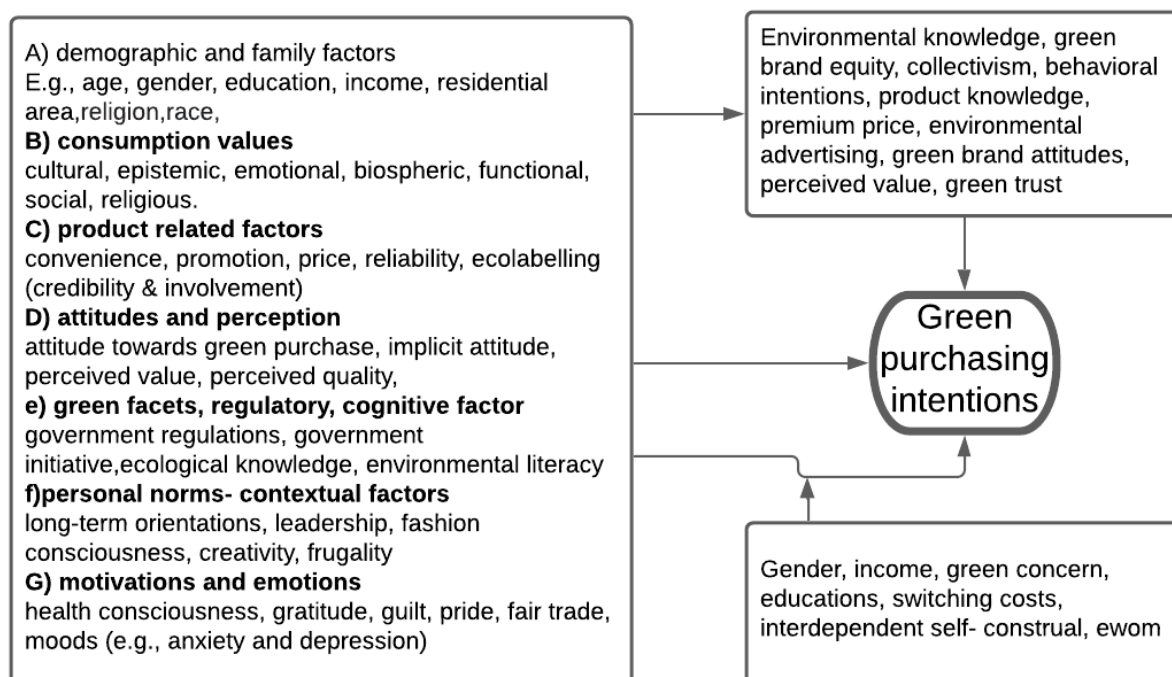 A) demographic and family factors
E.g., age, gender, education, income, residential
area,religion,race,
B) consumption values
cultural, epistemic, emotional, biospheric, functional,
social, religious.
C) product related factors
convenience, promotion, price, reliability, ecolabelling
(credibility & involvement)
D) attitudes and perception
attitude towards green purchase, implicit attitude,
perceived value, perceived quality,
e) green facets, regulatory, cognitive factor
government regulations, government
initiative,ecological knowledge, environmental literacy
f)personal norms- contextual factors
long-term orientations, leadership, fashion
consciousness, creativity, frugality
G) motivations and emotions
health consciousness, gratitude, guilt, pride, fair trade,
moods (e.g., anxiety and depression)
Environmental knowledge, green
brand equity, collectivism, behavioral
intentions, product knowledge,
premium price, environmental
advertising, green brand attitudes,
perceived value, green trust
Green
purchasing
intentions
Gender, income, green concern,
educations, switching costs,
interdependent self- construal, ewom